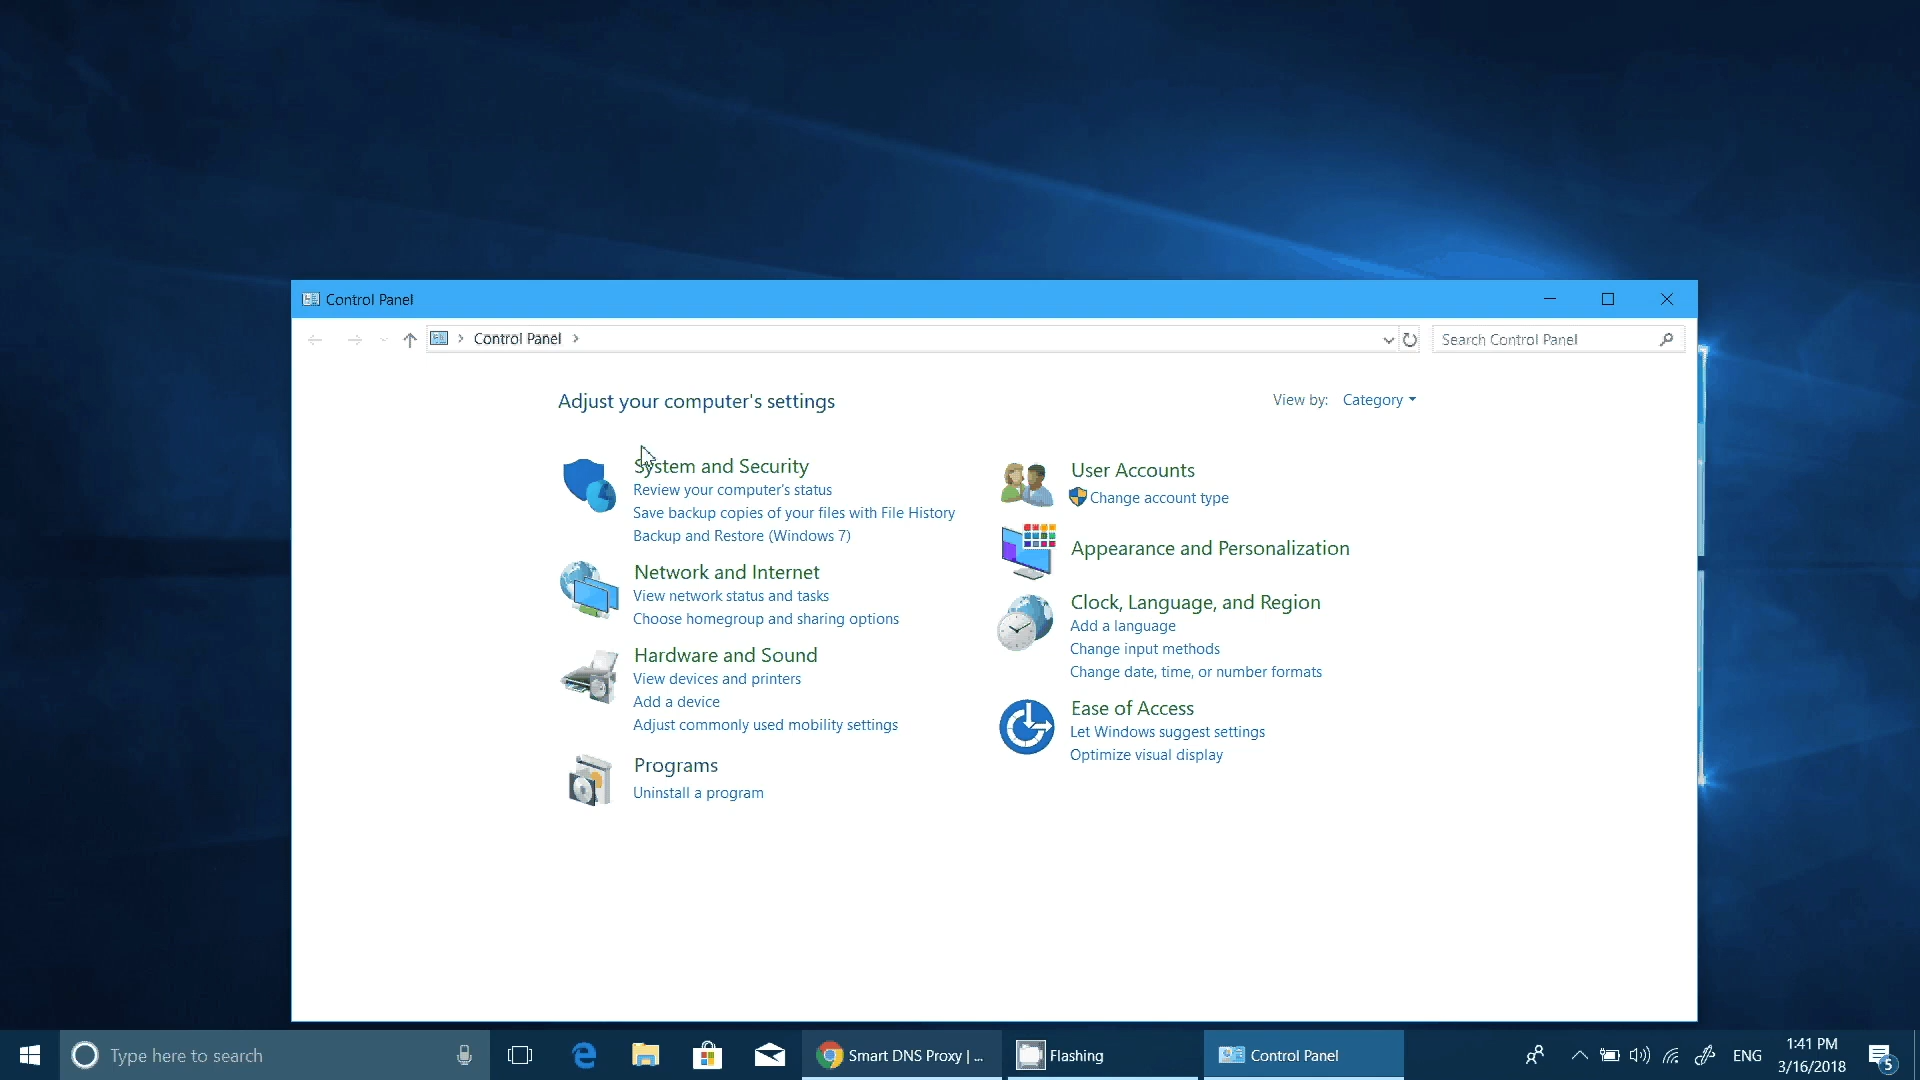 Control Panel
Control Panel
Search Control Panel
Adjust your computer's settings
View by: Category
System and Security
Review your computer's status
Save backup copies of your files with File History
Backup and Restore (Windows 7)
Network and Internet
View network status and tasks
Choose homegroup and sharing options
Hardware and Sound
View devices and printers
Add a device
Adjust commonly used mobility settings
Programs
Uninstall a program
User Accounts
Change account type
Appearance and Personalization
Clock, Language, and Region
Add a language
Change input methods
Change date, time, or number formats
Ease of Access
Let Windows suggest settings
Optimize visual display
Type here to search
Smart DNS Proxy | ...
Flashing
Control Panel
ENG
1:41 PM
3/16/2018
5